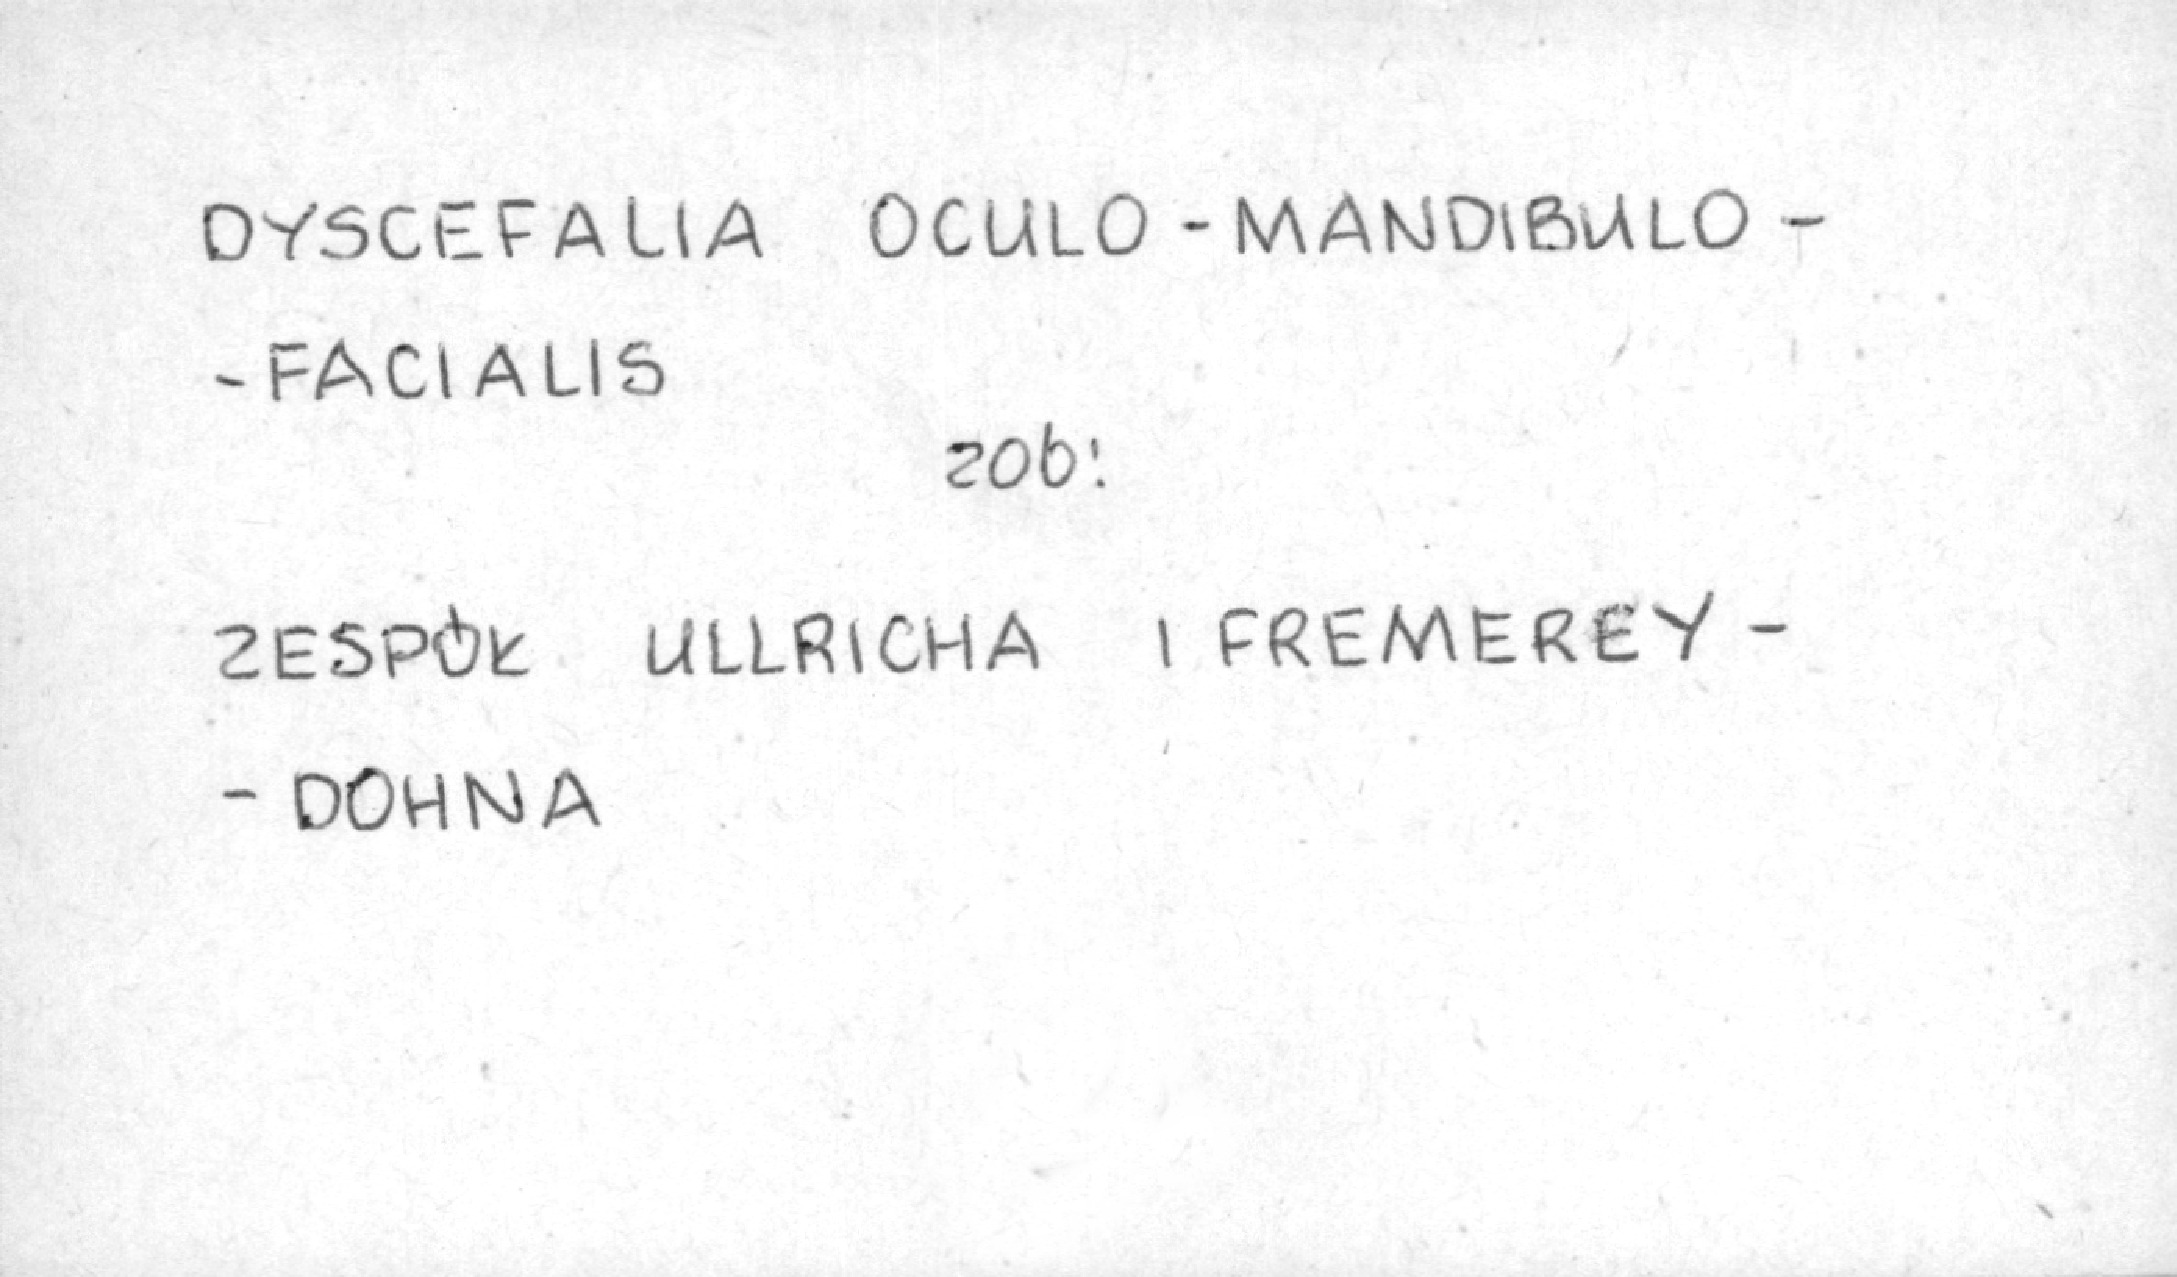 DYSCEFALIA OCULO - MANDIBULO -
- FACIALIS
zob:
ZESPÓŁ ULLRICHA I FREMEREY -
- DOHNA